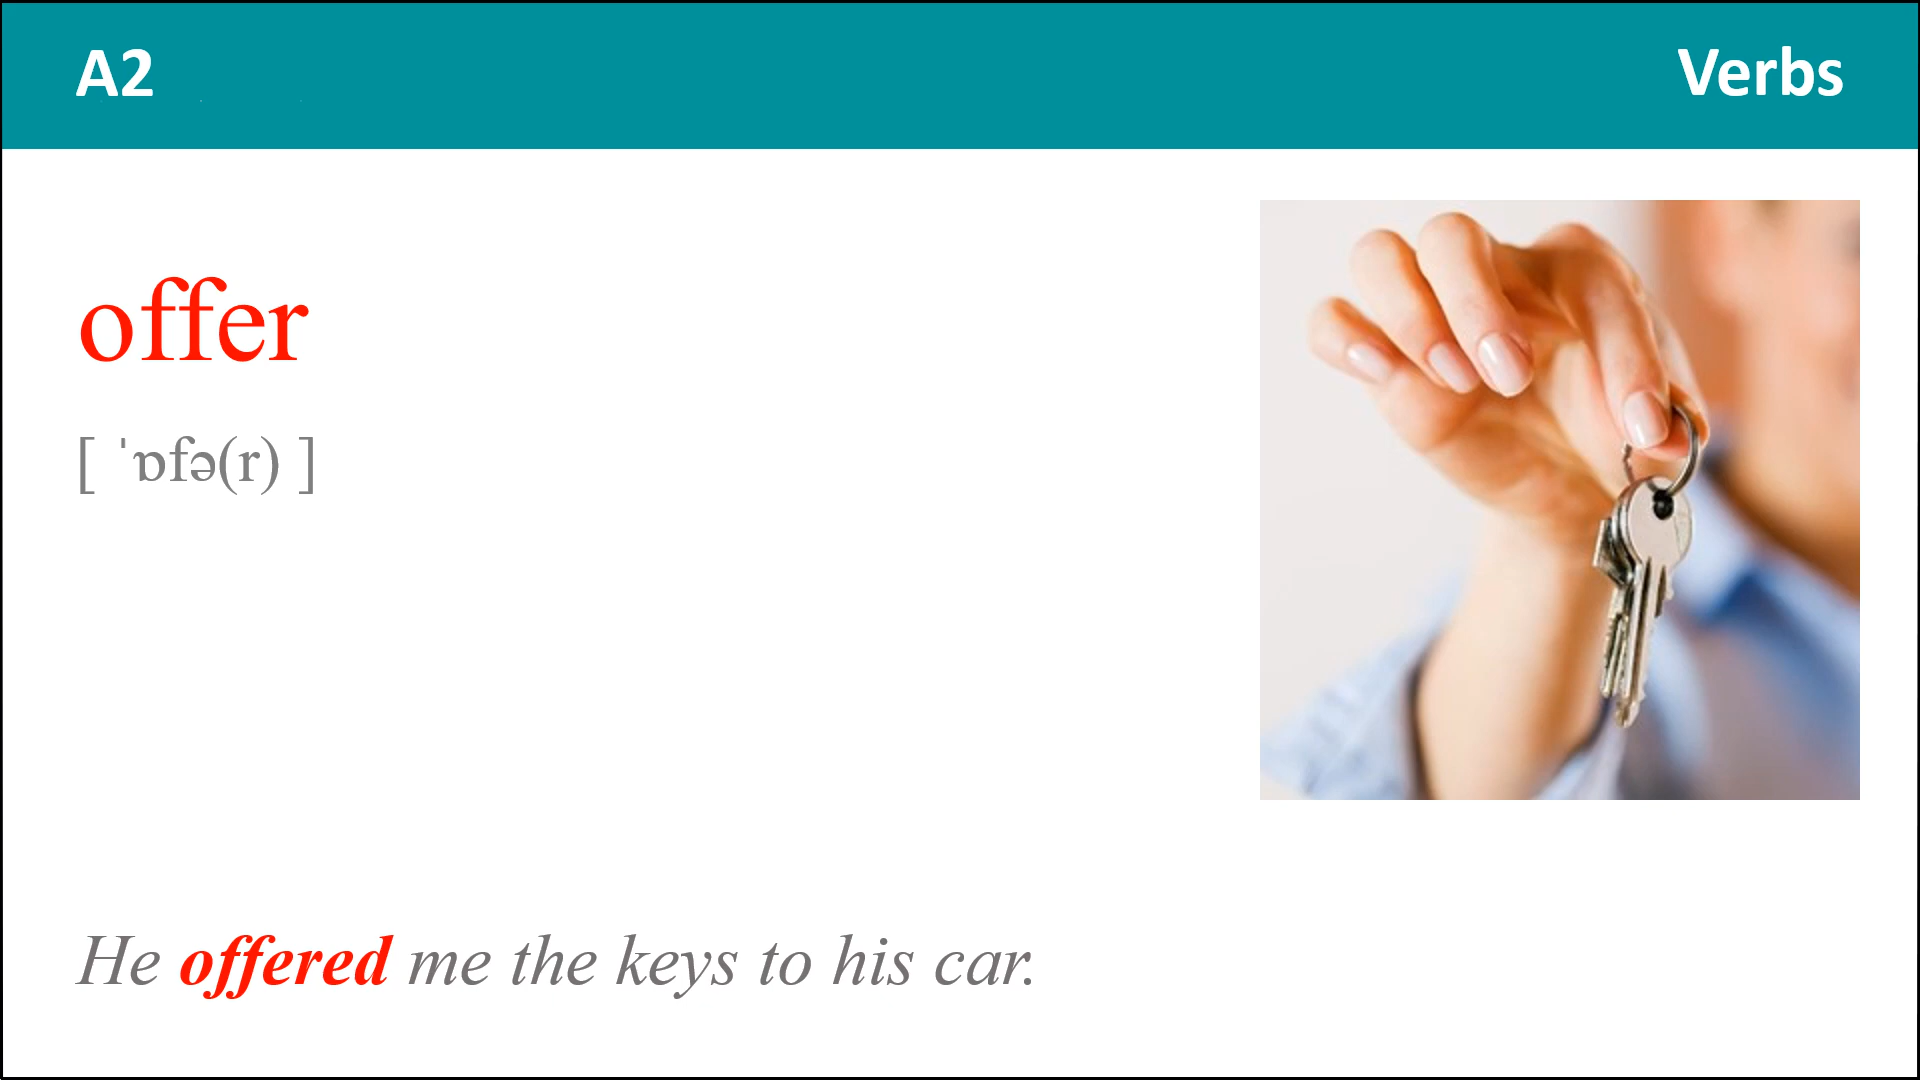 A2
Verbs
offer
[ ˈɒfə(r) ]
He offered me the keys to his car.